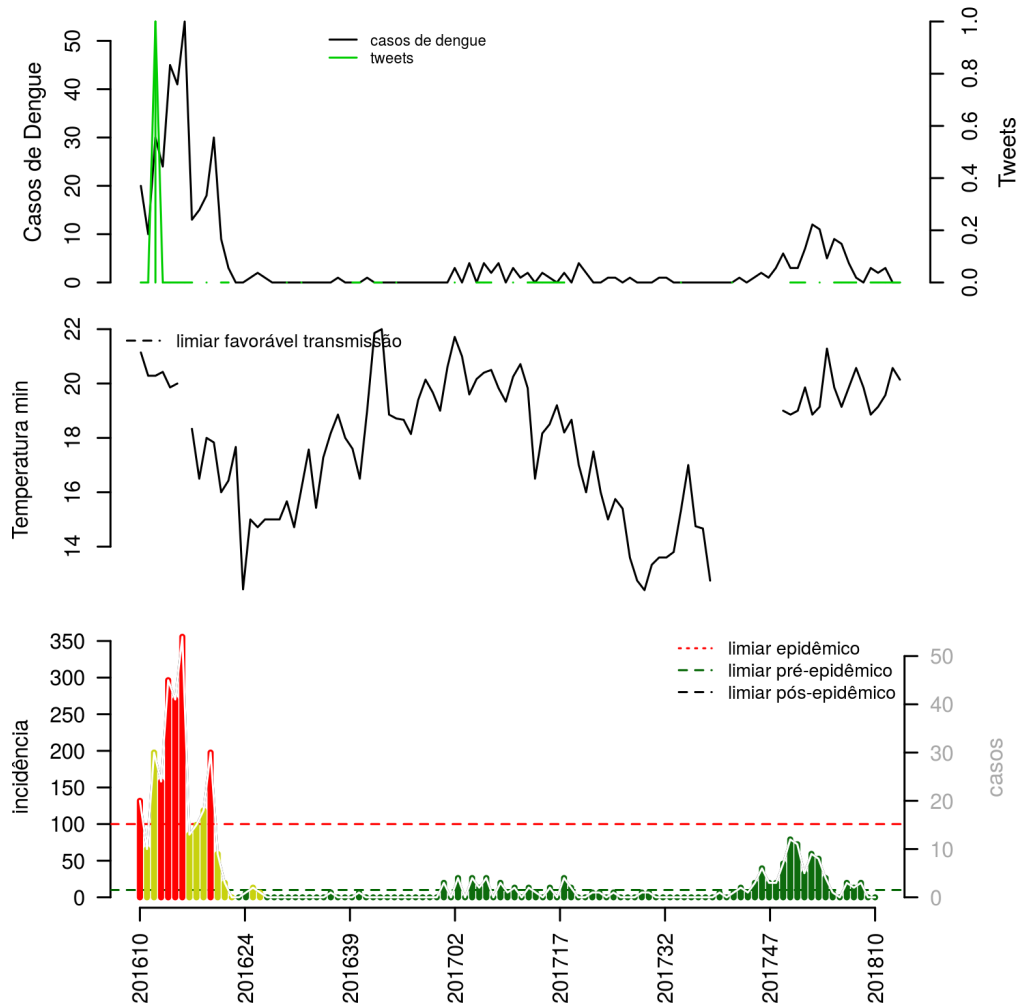 casos de dengue
tweets
Casos de Dengue
0 10 20 30 40 50
Tweets
0.0 0.2 0.4 0.6 0.8 1.0
limiar favorável transmissão
Temperatura min
14 16 18 20 22
limiar epidêmico
limiar pré-epidêmico
limiar pós-epidêmico
incidência
0 50 100 150 200 250 300 350
casos
0 10 20 30 40 50
201610 201624 201639 201702 201717 201732 201747 201810